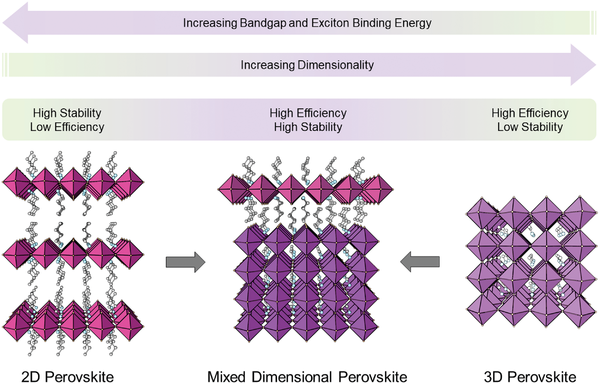 Increasing Bandgap and Exciton Binding Energy
Increasing Dimensionality
High Stability
Low Efficiency
High Efficiency
High Stability
High Efficiency
Low Stability
2D Perovskite
Mixed Dimensional Perovskite
3D Perovskite